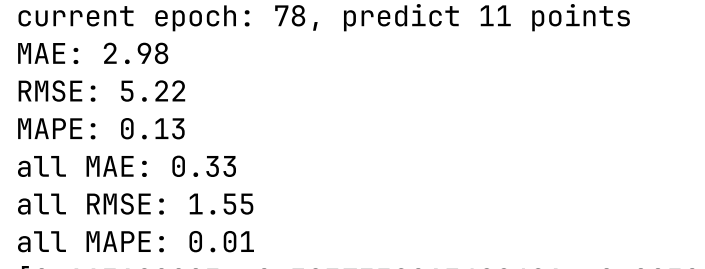 current epoch: 78, predict 11 points
MAE: 2.98
RMSE: 5.22
MAPE: 0.13
all MAE: 0.33
all RMSE: 1.55
all MAPE: 0.01